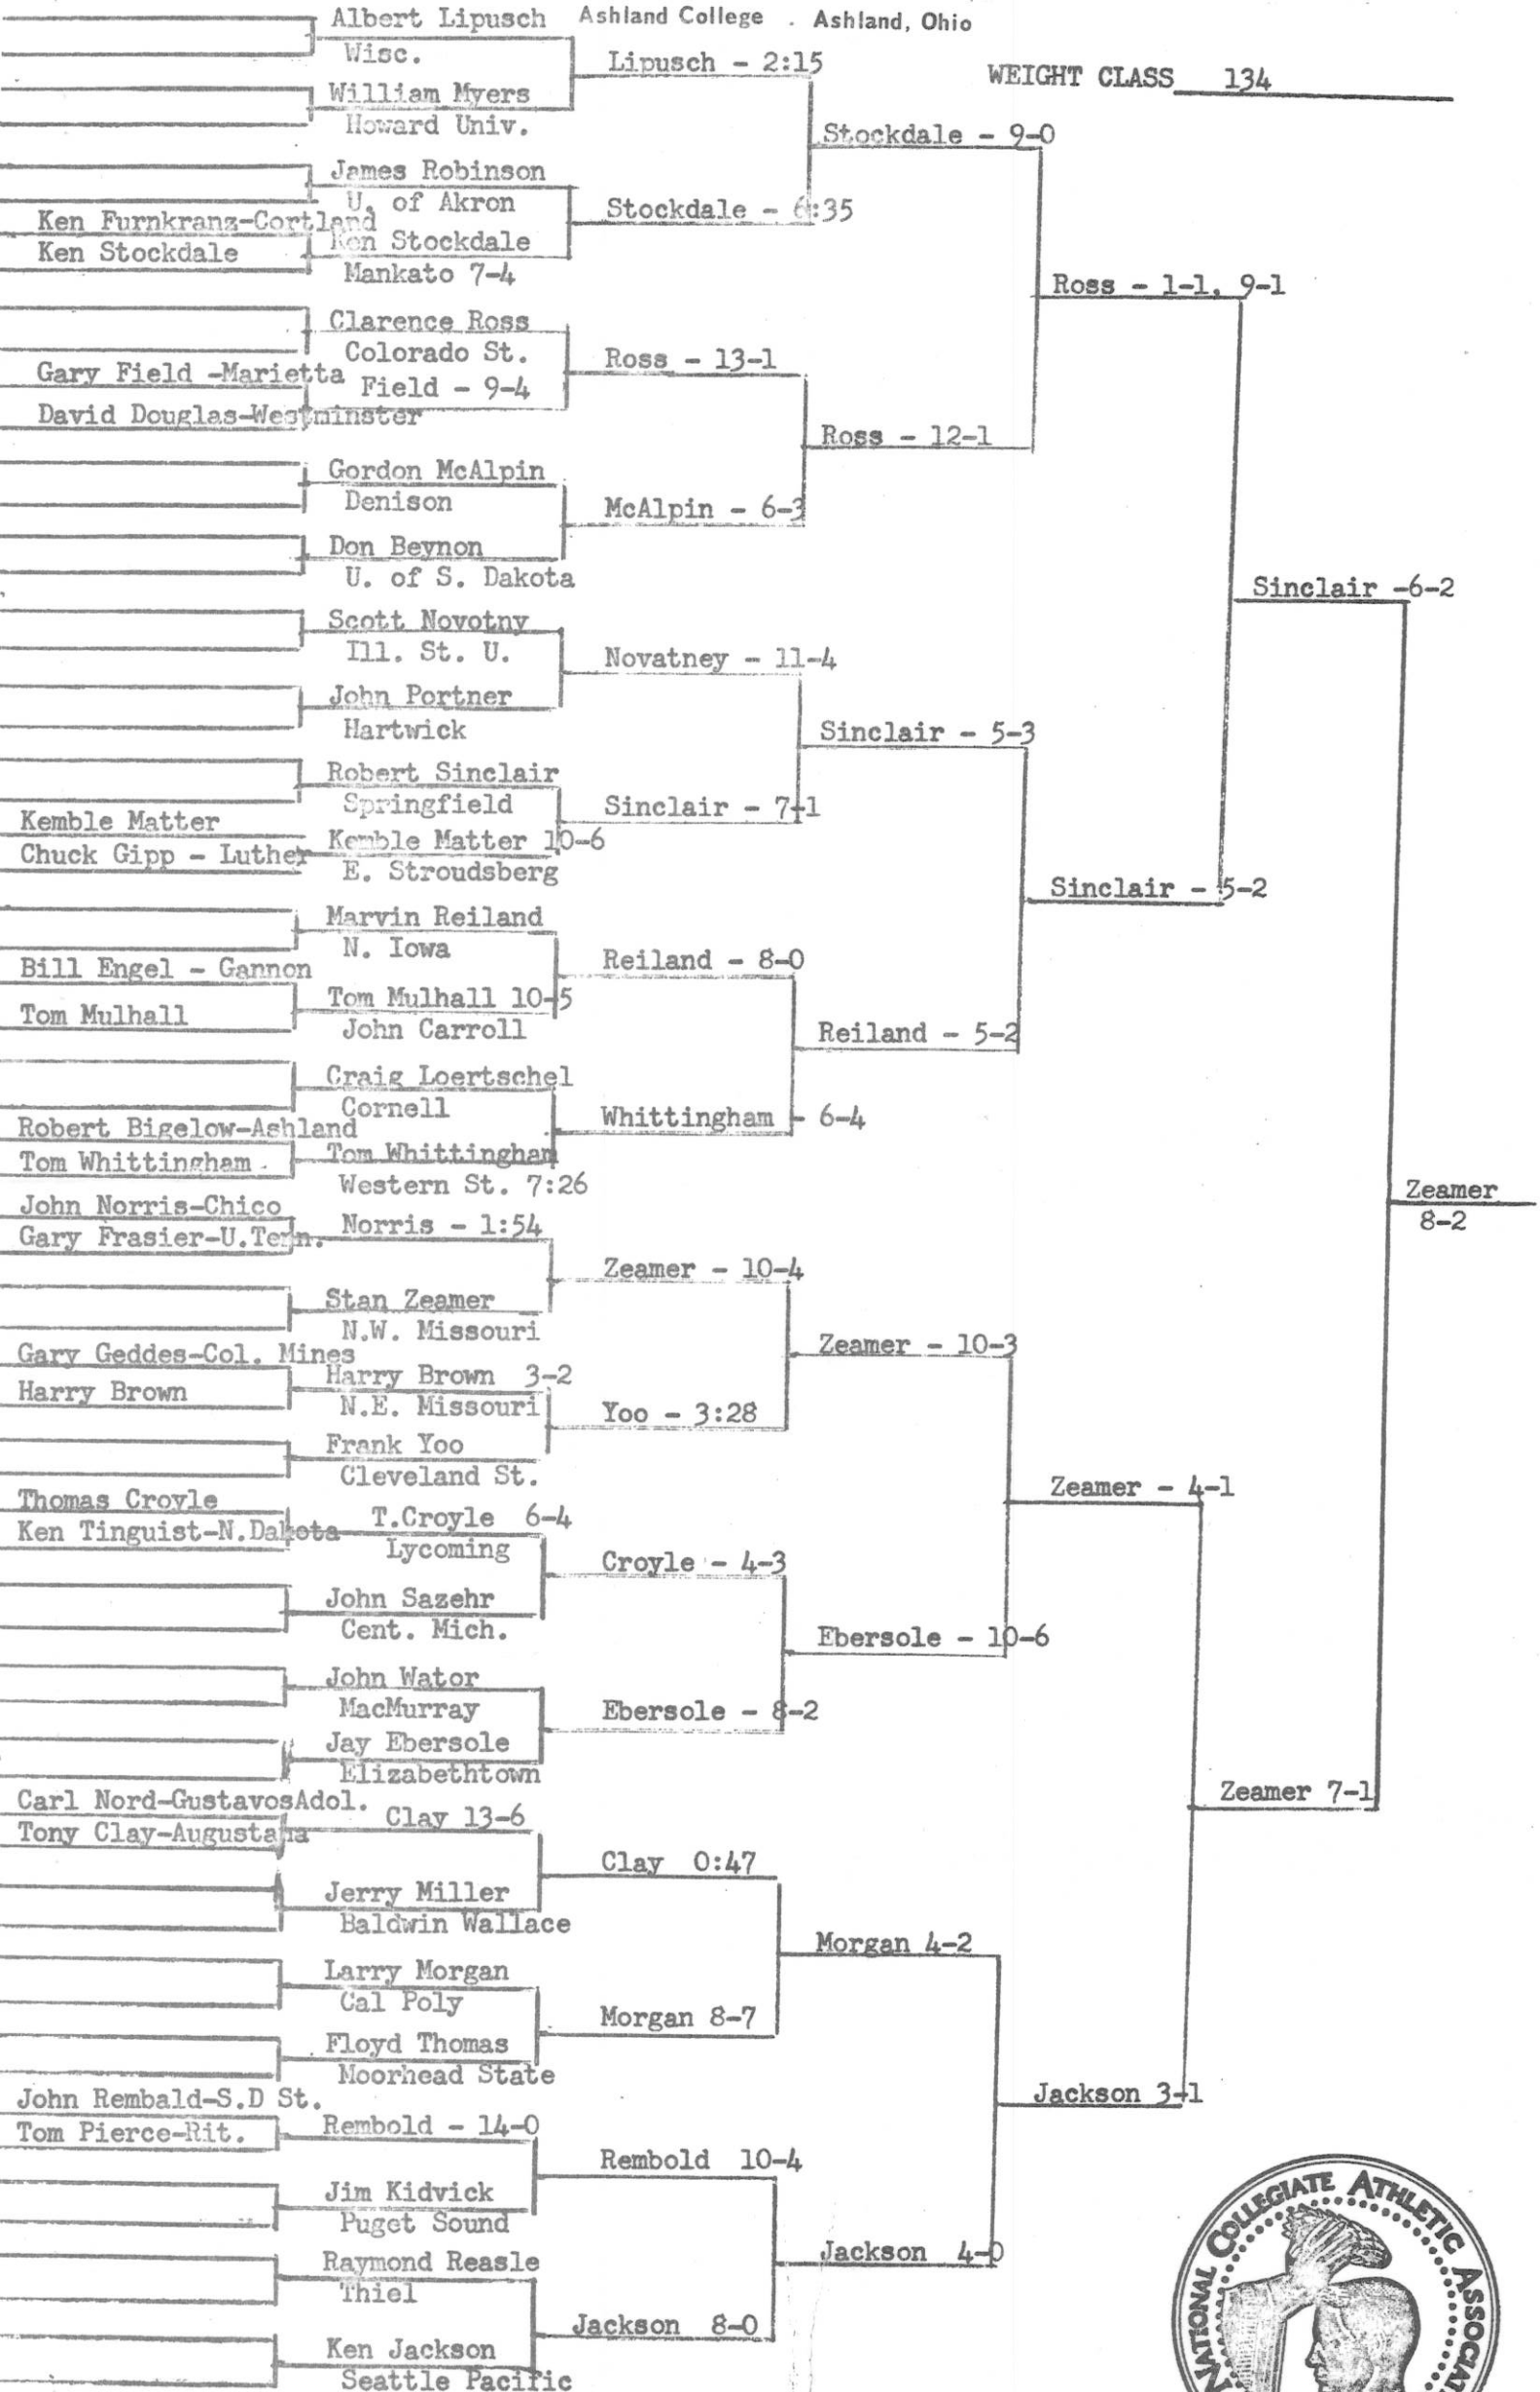 Albert Lipusch
Ashland College . Ashland, Ohio
Wisc.
Lipusch - 2:15
WEIGHT CLASS 134
William Myers
Howard Univ.
Stockdale - 9-0
James Robinson
U. of Akron
Stockdale - 6:35
Ken Furnkranz-Cortland
Ken Stockdale
Ken Stockdale
Mankato 7-4
Ross - 1-1, 9-1
Clarence Ross
Colorado St.
Ross - 13-1
Gary Field -Marietta
Field - 9-4
David Douglas-Westminster
Ross - 12-1
Gordon McAlpin
Denison
McAlpin - 6-3
Don Beynon
U. of S. Dakota
Sinclair -6-2
Scott Novotny
Ill. St. U.
Novatney - 11-4
John Portner
Hartwick
Sinclair - 5-3
Robert Sinclair
Springfield
Sinclair - 7-1
Kemble Matter
Kemble Matter 10-6
Chuck Gipp - Luther
E. Stroudsberg
Sinclair - 5-2
Marvin Reiland
N. Iowa
Reiland - 8-0
Bill Engel - Gannon
Tom Mulhall 10-5
Tom Mulhall
John Carroll
Reiland - 5-2
Craig Loertschel
Cornell
Whittingham - 6-4
Robert Bigelow-Ashland
Tom Whittingham
Tom Whittingham
Western St. 7:26
Zeamer
8-2
John Norris-Chico
Norris - 1:54
Gary Frasier-U.Tenn.
Zeamer - 10-4
Stan Zeamer
N.W. Missouri
Zeamer - 10-3
Gary Geddes-Col. Mines
Harry Brown 3-2
Harry Brown
N.E. Missouri
Yoo - 3:28
Frank Yoo
Cleveland St.
Zeamer - 4-1
Thomas Croyle
T.Croyle 6-4
Ken Tinguist-N.Dakota
Lycoming
Croyle - 4-3
John Sazehr
Cent. Mich.
Ebersole - 10-6
John Wator
MacMurray
Ebersole - 8-2
Jay Ebersole
Elizabethtown
Zeamer 7-1
Carl Nord-GustavosAdol.
Clay 13-6
Tony Clay-Augustana
Clay 0:47
Jerry Miller
Baldwin Wallace
Morgan 4-2
Larry Morgan
Cal Poly
Morgan 8-7
Floyd Thomas
Moorhead State
Jackson 3-1
John Rembald-S.D St.
Rembold - 14-0
Tom Pierce-Rit.
Rembold 10-4
Jim Kidvick
Puget Sound
Jackson 4-0
Raymond Reasle
Thiel
Jackson 8-0
Ken Jackson
Seattle Pacific
NATIONAL COLLEGIATE ATHLETIC ASSOCIAT